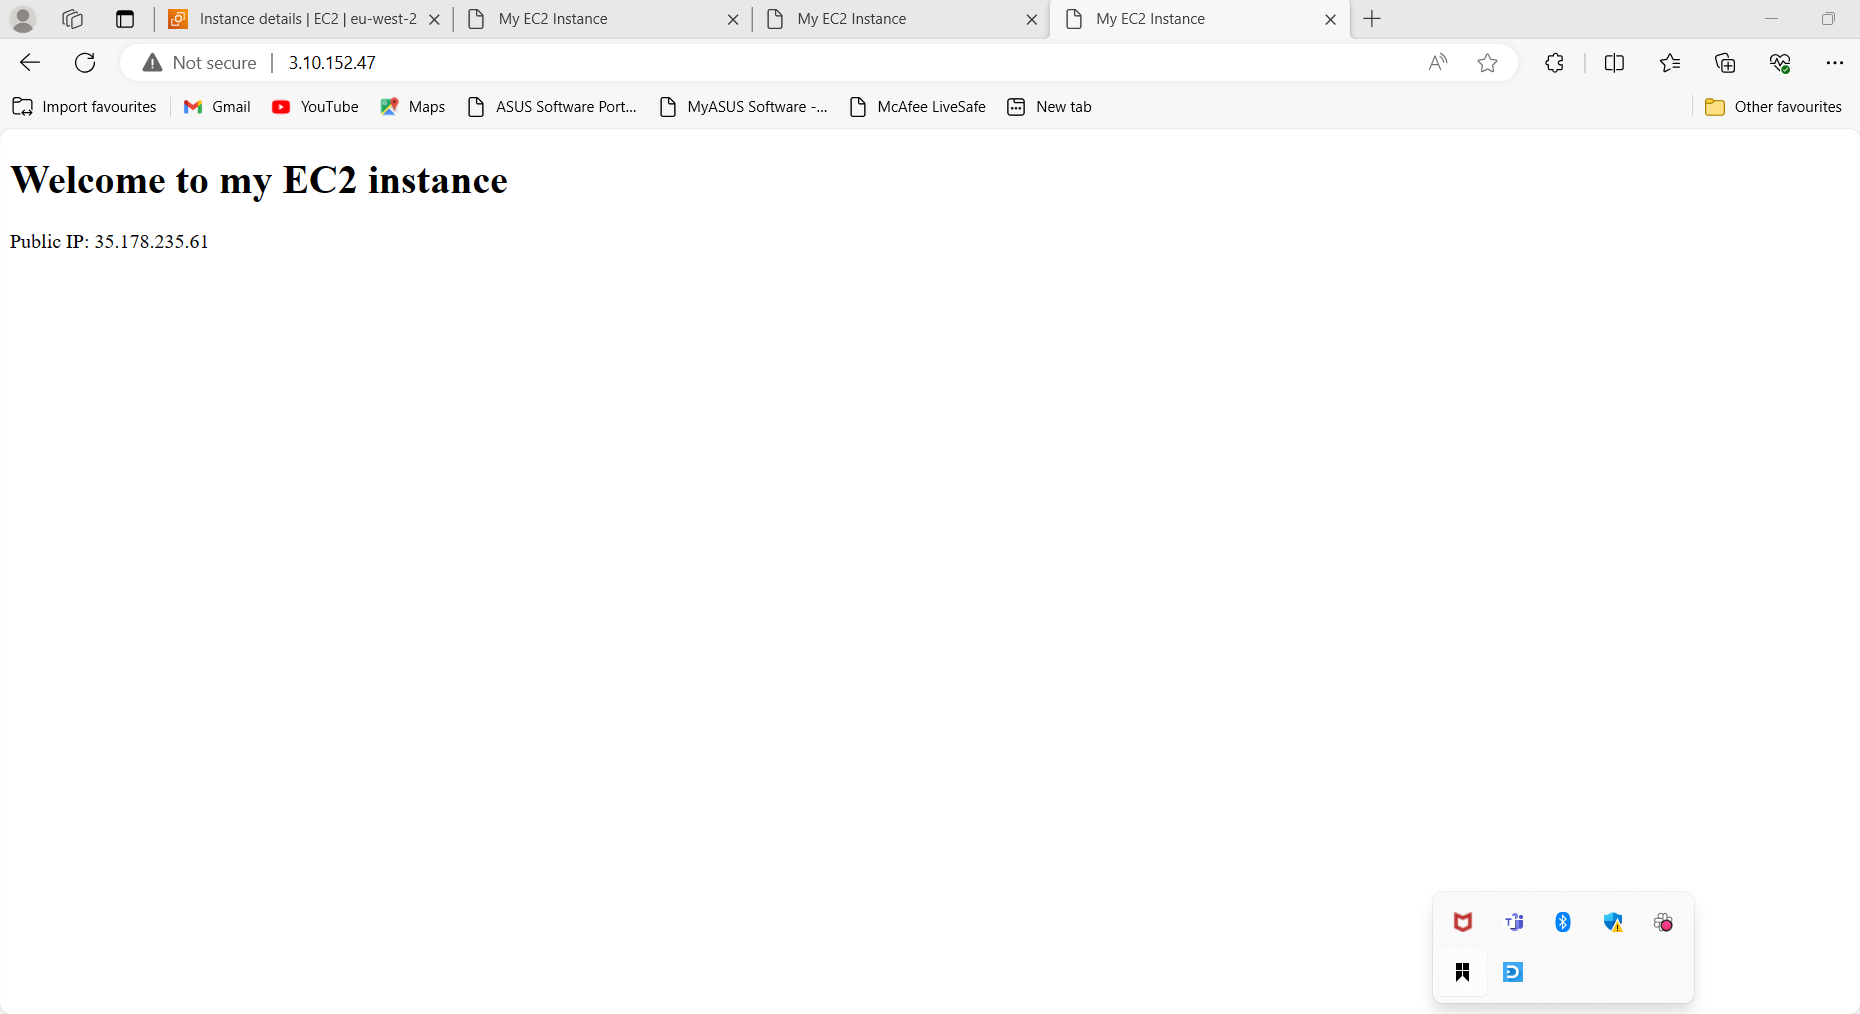 Instance details | EC2 | eu-west-2
My EC2 Instance
My EC2 Instance
My EC2 Instance
Not secure
3.10.152.47
Import favourites
Gmail
YouTube
Maps
ASUS Software Port...
MyASUS Software -...
McAfee LiveSafe
New tab
Other favourites
Welcome to my EC2 instance
Public IP: 35.178.235.61